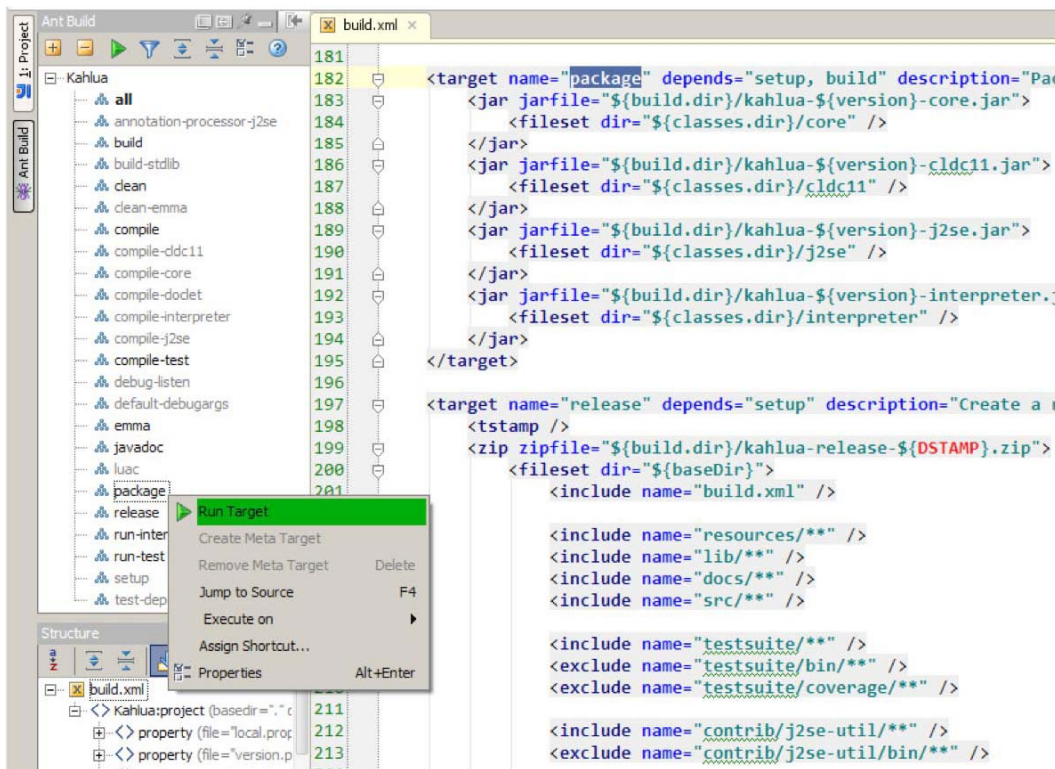 1: Project
Ant Build
Ant Build
Kahlua
all
annotation-processor-j2se
build
build-stdlib
clean
clean-emma
compile
compile-cldc11
compile-core
compile-doclet
compile-interpreter
compile-j2se
compile-test
debug-listen
default-debugargs
emma
javadoc
luac
package
release
run-inter
run-test
setup
test-dep
Run Target
Create Meta Target
Remove Meta Target Delete
Jump to Source F4
Execute on
Assign Shortcut...
Properties Alt+Enter
Structure
build.xml
Kahlua:project (basedir="."
property (file="local.prop
property (file="version.p
build.xml
181
182 <target name="package" depends="setup, build" description="Pac
183 <jar jarfile="${build.dir}/kahlua-${version}-core.jar">
184 <fileset dir="${classes.dir}/core" />
185 </jar>
186 <jar jarfile="${build.dir}/kahlua-${version}-cldc11.jar">
187 <fileset dir="${classes.dir}/cldc11" />
188 </jar>
189 <jar jarfile="${build.dir}/kahlua-${version}-j2se.jar">
190 <fileset dir="${classes.dir}/j2se" />
191 </jar>
192 <jar jarfile="${build.dir}/kahlua-${version}-interpreter.j
193 <fileset dir="${classes.dir}/interpreter" />
194 </jar>
195 </target>
196
197 <target name="release" depends="setup" description="Create a
198 <tstamp />
199 <zip zipfile="${build.dir}/kahlua-release-${DSTAMP}.zip">
200 <fileset dir="${baseDir}">
201 <include name="build.xml" />
<include name="resources/**" />
<include name="lib/**" />
<include name="docs/**" />
<include name="src/**" />
<include name="testsuite/**" />
<exclude name="testsuite/bin/**" />
<exclude name="testsuite/coverage/**" />
211
212 <include name="contrib/j2se-util/**" />
213 <exclude name="contrib/j2se-util/bin/**" />